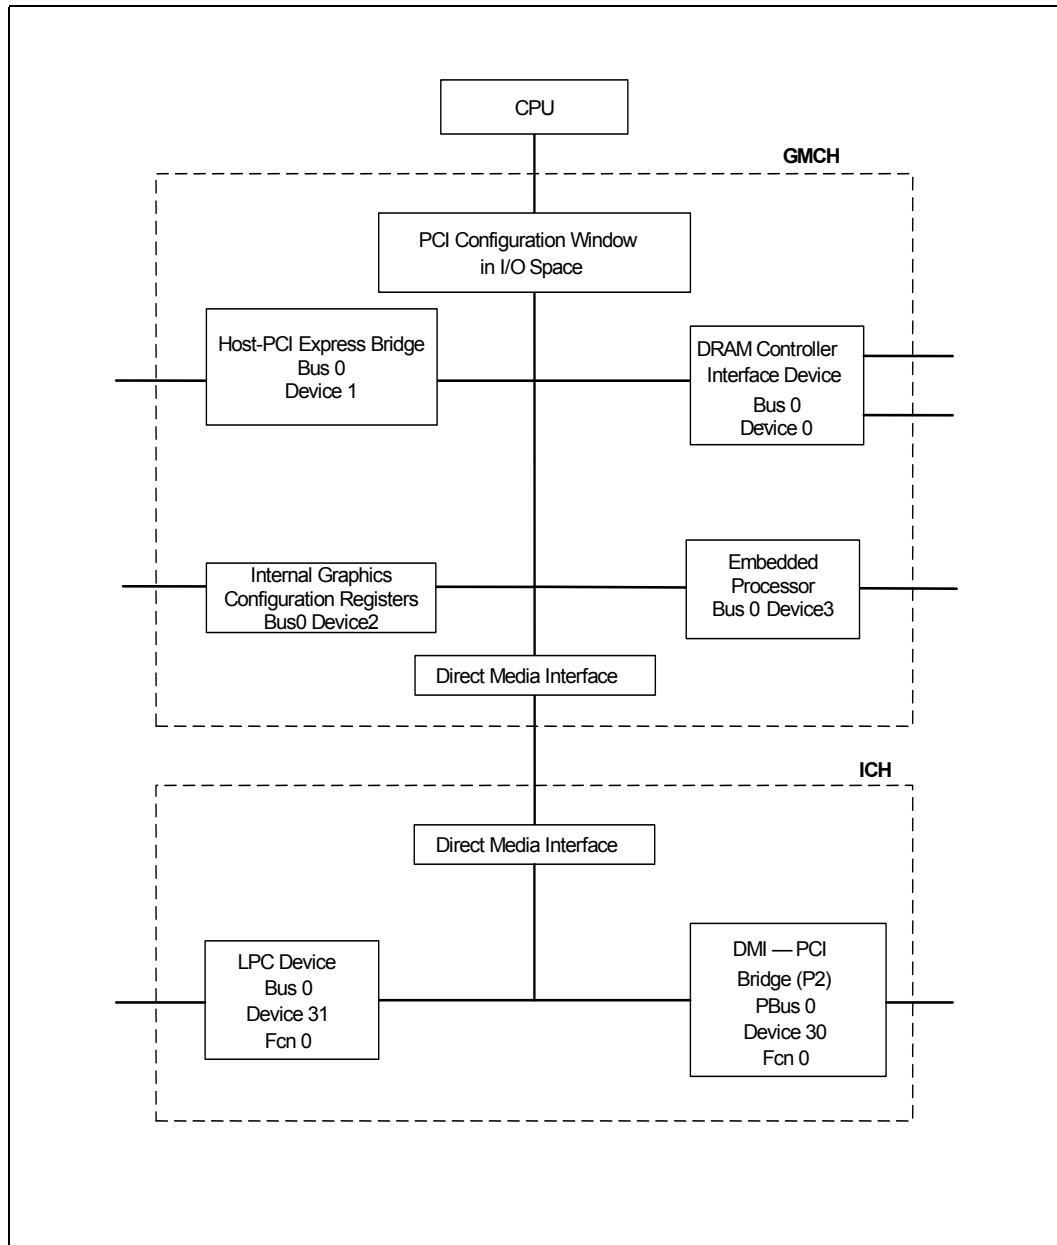 CPU
GMCH
PCI Configuration Window
in I/O Space
Host-PCI Express Bridge
Bus 0
Device 1
DRAM Controller
Interface Device
Bus 0
Device 0
Internal Graphics
Configuration Registers
Bus0 Device2
Embedded
Processor
Bus 0 Device3
Direct Media Interface
ICH
Direct Media Interface
LPC Device
Bus 0
Device 31
Fcn 0
DMI — PCI
Bridge (P2)
PBus 0
Device 30
Fcn 0